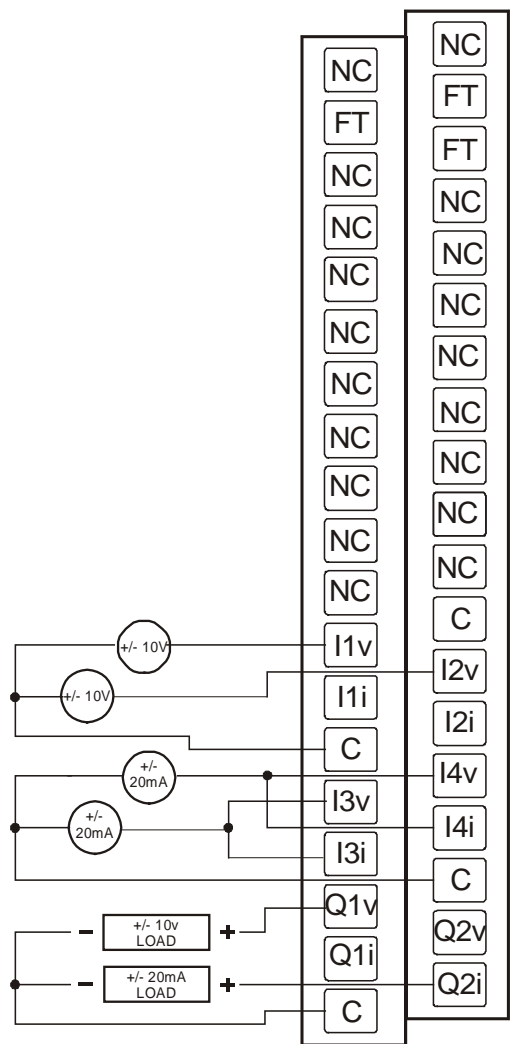 NC
FT
NC
NC
NC
NC
NC
NC
NC
NC
NC
I1v
I1i
C
I3v
I3i
Q1v
Q1i
C
NC
FT
FT
NC
NC
NC
NC
NC
NC
NC
NC
C
I2v
I2i
I4v
I4i
C
Q2v
Q2i
+/- 10V
+/- 10V
+/-
20mA
+/-
20mA
- +/- 10v +
LOAD
- +/- 20mA +
LOAD